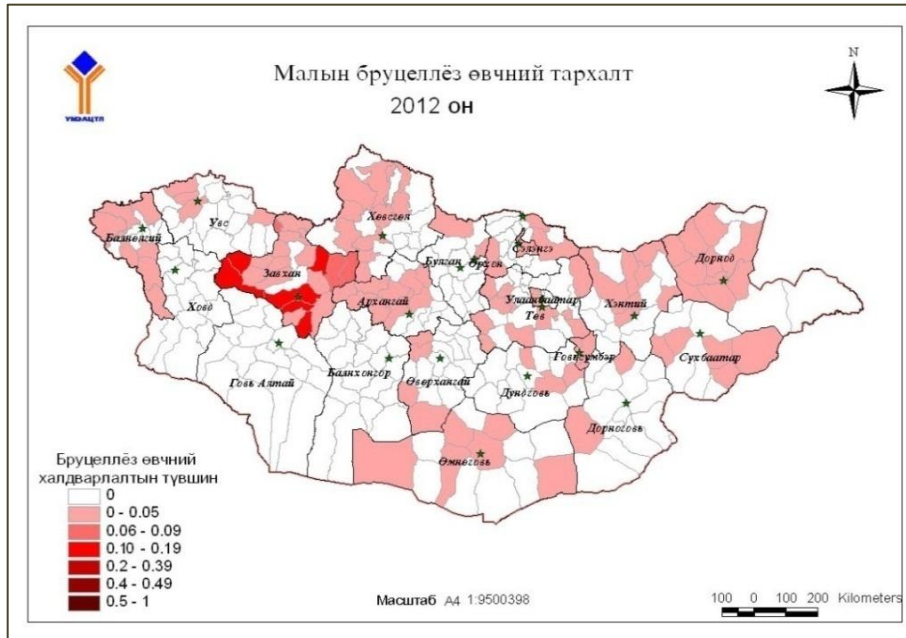 Малын бруцеллёз өвчний тархалт
2012 он
N
УМЭАЦТЛ
Баянөлгий
Увс
Ховд
Завхан
Хөвсгөл
Булган
Орхон
Сэлэнгэ
Архангай
Улаанбаатар
Төв
Хэнтий
Дорнод
Говь Алтай
Баянхонгор
Өвөрхангай
Говьсүмбэр
Дундговь
Сүхбаатар
Дорноговь
Өмнөговь
Бруцеллёз өвчний
халдварлалтын түвшин
0
0 - 0.05
0.06 - 0.09
0.10 - 0.19
0.2 - 0.39
0.4 - 0.49
0.5 - 1
Масштаб А4 1:9500398
100 0 100 200 Kilometers